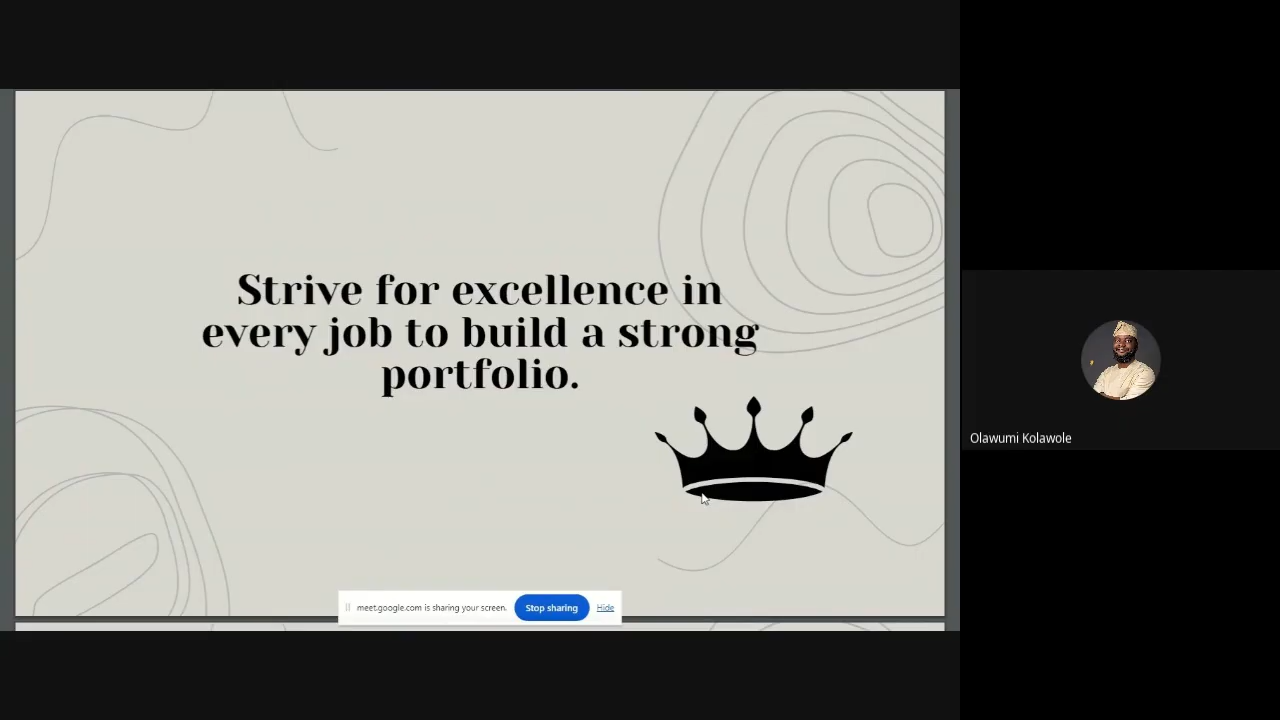 Strive for excellence in
every job to build a strong
portfolio.
meet.google.com is sharing your screen.
Stop sharing
Hide
Olawumi Kolawole